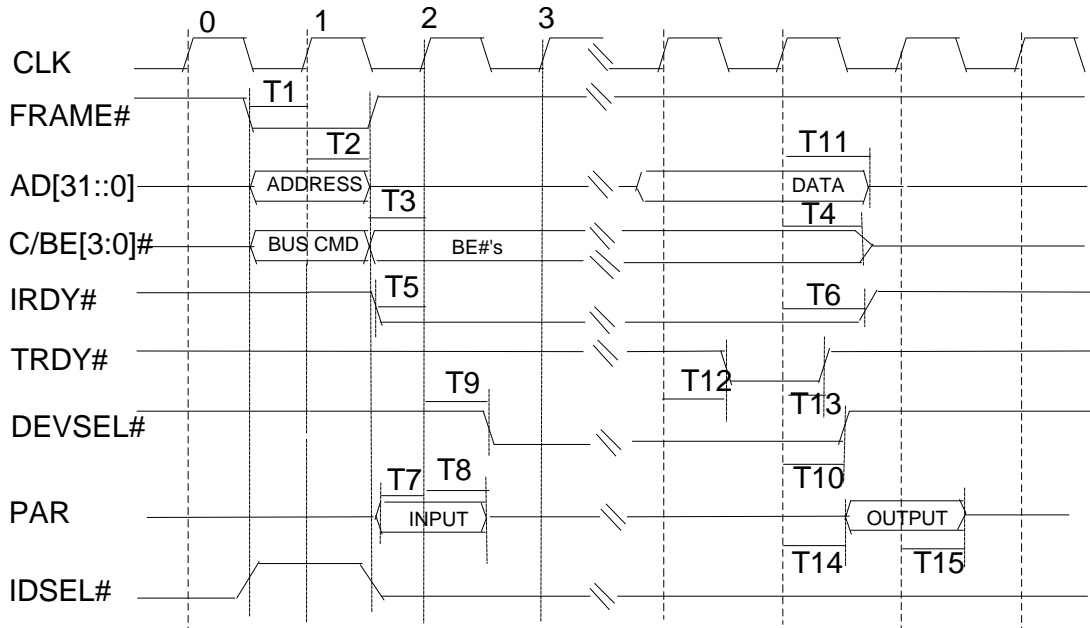 0 1 2 3
CLK
T1
FRAME#
T2 T11
AD[31::0] ADDRESS DATA
T3 T4
C/BE[3:0]# BUS CMD BE#'s
T5 T6
IRDY#
TRDY#
T9 T12 T13
DEVSEL#
T7 T8 T10
PAR INPUT OUTPUT
T14 T15
IDSEL#